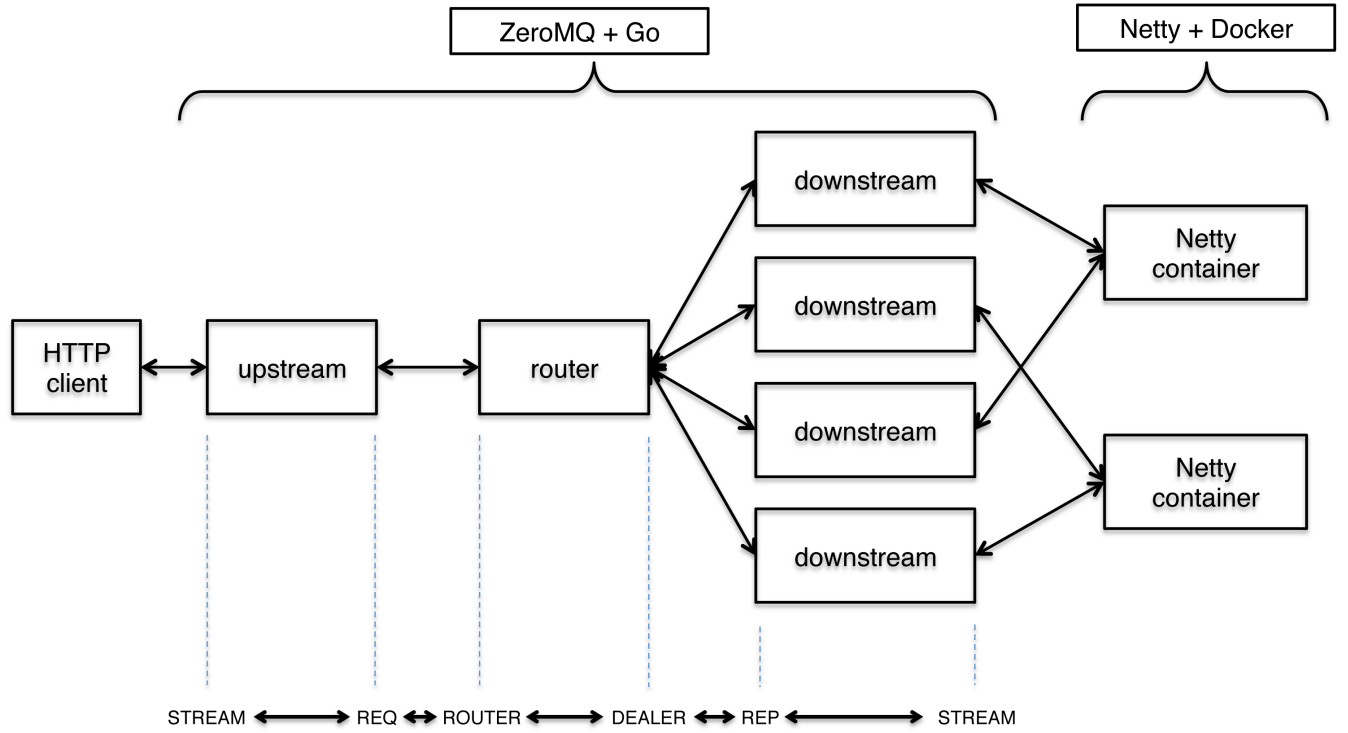 ZeroMQ + Go
Netty + Docker
downstream
Netty
container
downstream
HTTP
client
upstream
router
downstream
Netty
container
downstream
STREAM
REQ
ROUTER
DEALER
REP
STREAM